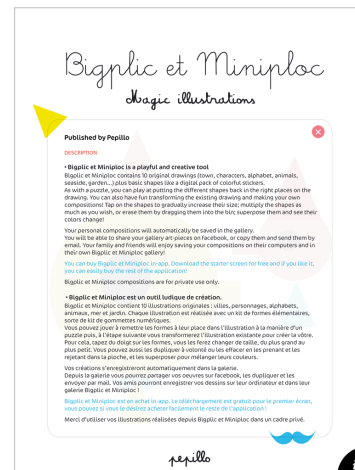 Bigplic et Miniploc
Magic illustrations
Published by Pepillo
DESCRIPTION
• Bigplic et Miniploc is a playful and creative tool
Bigplic et Miniploc contains 10 original drawings (town, characters, alphabet, animals,
seaside, garden...) plus basic shapes like a digital pack of colorful stickers.
As with a puzzle, you can play at putting the different shapes back in the right places on the
drawing. You can also have fun transforming the existing drawing and making your own
compositions! Tap on the shapes to gradually increase their size; multiply the shapes as
much as you wish, or erase them by dragging them into the bin; superpose them and see their
colors change!
Your personal compositions will automatically be saved in the gallery.
You will be able to share your gallery art-pieces on facebook, or copy them and send them by
email. Your family and friends will enjoy saving your compositions on their computers and in
their own Bigplic et Miniploc gallery!
You can buy Bigplic et Miniploc in-app. Download the starter screen for free and if you like it,
you can easily buy the rest of the application!
Bigplic et Miniploc compositions are for private use only.
• Bigplic et Miniploc est un outil ludique de création.
Bigplic et Miniploc contient 10 illustrations originales : villes, personnages, alphabets,
animaux, mer et jardin. Chaque illustration est réalisée avec un kit de formes élémentaires,
sorte de kit de gommettes numériques.
Vous pouvez jouer à remettre les formes à leur place dans l'illustration à la manière d'un
puzzle puis, à l'étape suivante vous transformerez l'illustration existante pour créer la vôtre.
Pour cela, tapez du doigt sur les formes, vous les ferez changer de taille, du plus grand au
plus petit. Vous pouvez aussi les dupliquer à volonté ou les effacer en les prenant et les
rejetant dans la pioche, et les superposer pour mélanger leurs couleurs.
Vos créations s'enregistreront automatiquement dans la galerie.
Depuis la galerie vous pourrez partager vos oeuvres sur facebook, les dupliquer et les
envoyer par mail. Vos amis pourront enregistrer vos dessins sur leur ordinateur et dans leur
galerie Bigplic et Miniploc !
Bigplic et Miniploc est en achat in-app. Le téléchargement est gratuit pour le premier écran,
vous pouvez si vous le désirez acheter facilement le reste de l'application !
Merci d'utiliser vos illustrations réalisées depuis Bigplic et Miniploc dans un cadre privé.
pepillo